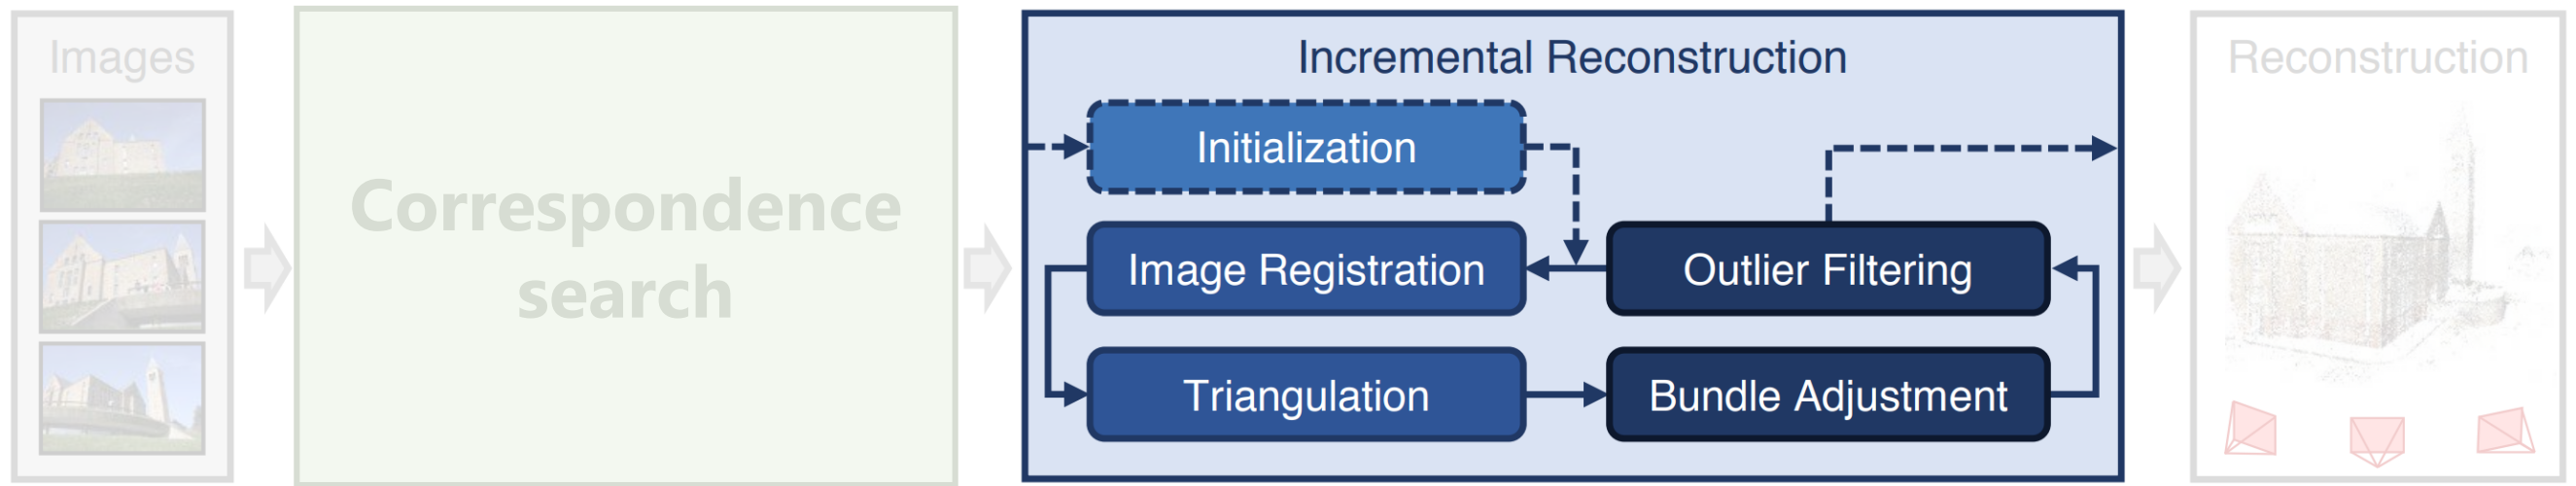 Images
Correspondence
search
Incremental Reconstruction
Initialization
Image Registration
Outlier Filtering
Triangulation
Bundle Adjustment
Reconstruction